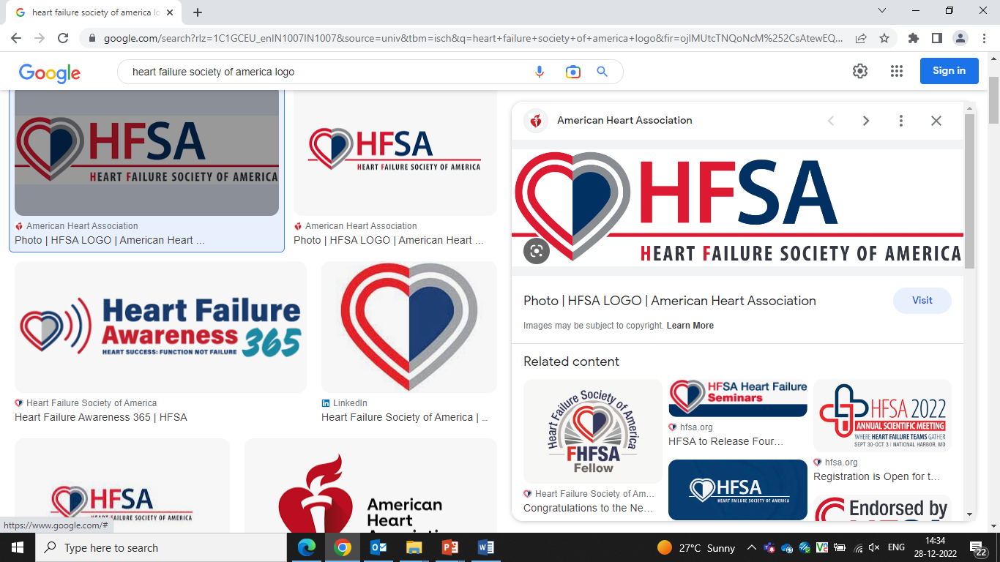 heart failure society of america lo
google.com/search?rlz=1C1GCEU_enIN1007IN1007&source=univ&tbm=isch&q=heart+failure+society+of+america+logo&fir=ojIMUtcTNQoNcM%252CsAtewEQ...
Google
heart failure society of america logo
Sign in
HFSA
HEART FAILURE SOCIETY OF AMERICA
American Heart Association
Photo | HFSA LOGO | American Heart ...
HFSA
HEART FAILURE SOCIETY OF AMERICA
American Heart Association
Photo | HFSA LOGO | American Heart ...
Heart Failure
Awareness 365
HEART SUCCESS: FUNCTION NOT FAILURE
Heart Failure Society of America
Heart Failure Awareness 365 | HFSA
LinkedIn
Heart Failure Society of America | ...
HFSA
HEART FAILURE SOCIETY OF AMERICA
American
Heart
Association
American Heart Association
HFSA
HEART FAILURE SOCIETY OF AMERICA
Photo | HFSA LOGO | American Heart Association
Visit
Images may be subject to copyright. Learn More
Related content
Heart Failure Society of America
FHFSA
Fellow
Heart Failure Society of Am...
Congratulations to the Ne...
HFSA Heart Failure
Seminars
hfsa.org
HFSA to Release Four...
HFSA
HEART FAILURE SOCIETY OF AMERICA
HFSA 2022
ANNUAL SCIENTIFIC MEETING
WHERE HEART FAILURE TEAMS GATHER
SEPT 30-OCT 3 | NATIONAL HARBOR, MD
hfsa.org
Registration is Open for t...
Endorsed by
https://www.google.com/#
Type here to search
27°C Sunny
ENG
14:34
28-12-2022
22